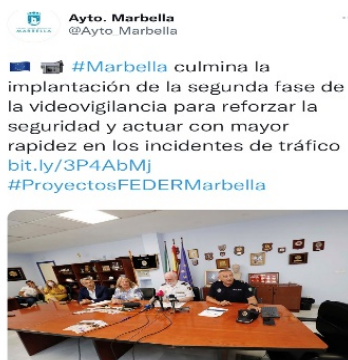 MARBELLA
Ayto. Marbella
@Ayto_Marbella
#Marbella culmina la
implantación de la segunda fase de
la videovigilancia para reforzar la
seguridad y actuar con mayor
rapidez en los incidentes de tráfico
bit.ly/3P4AbMj
#ProyectosFEDERMarbella